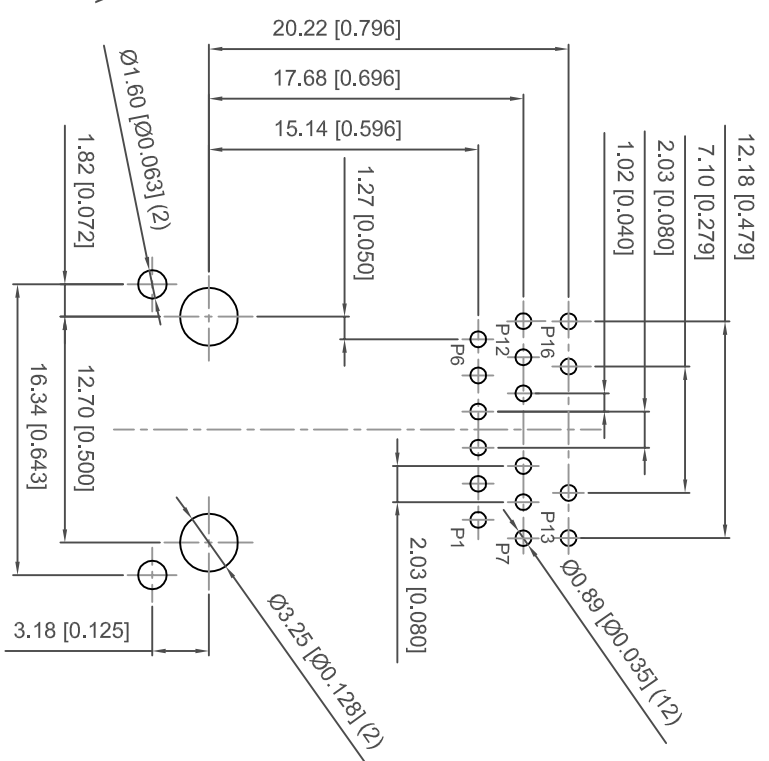 20.22 [0.796]
17.68 [0.696]
15.14 [0.596]
Ø1.60 [Ø0.063] (2)
1.82 [0.072]
1.27 [0.050]
1.02 [0.040]
2.03 [0.080]
7.10 [0.279]
12.18 [0.479]
P6
P12
P16
16.34 [0.643]
12.70 [0.500]
P1
P7
P13
2.03 [0.080]
Ø0.89 [Ø0.035] (12)
3.18 [0.125]
Ø3.25 [Ø0.128] (2)